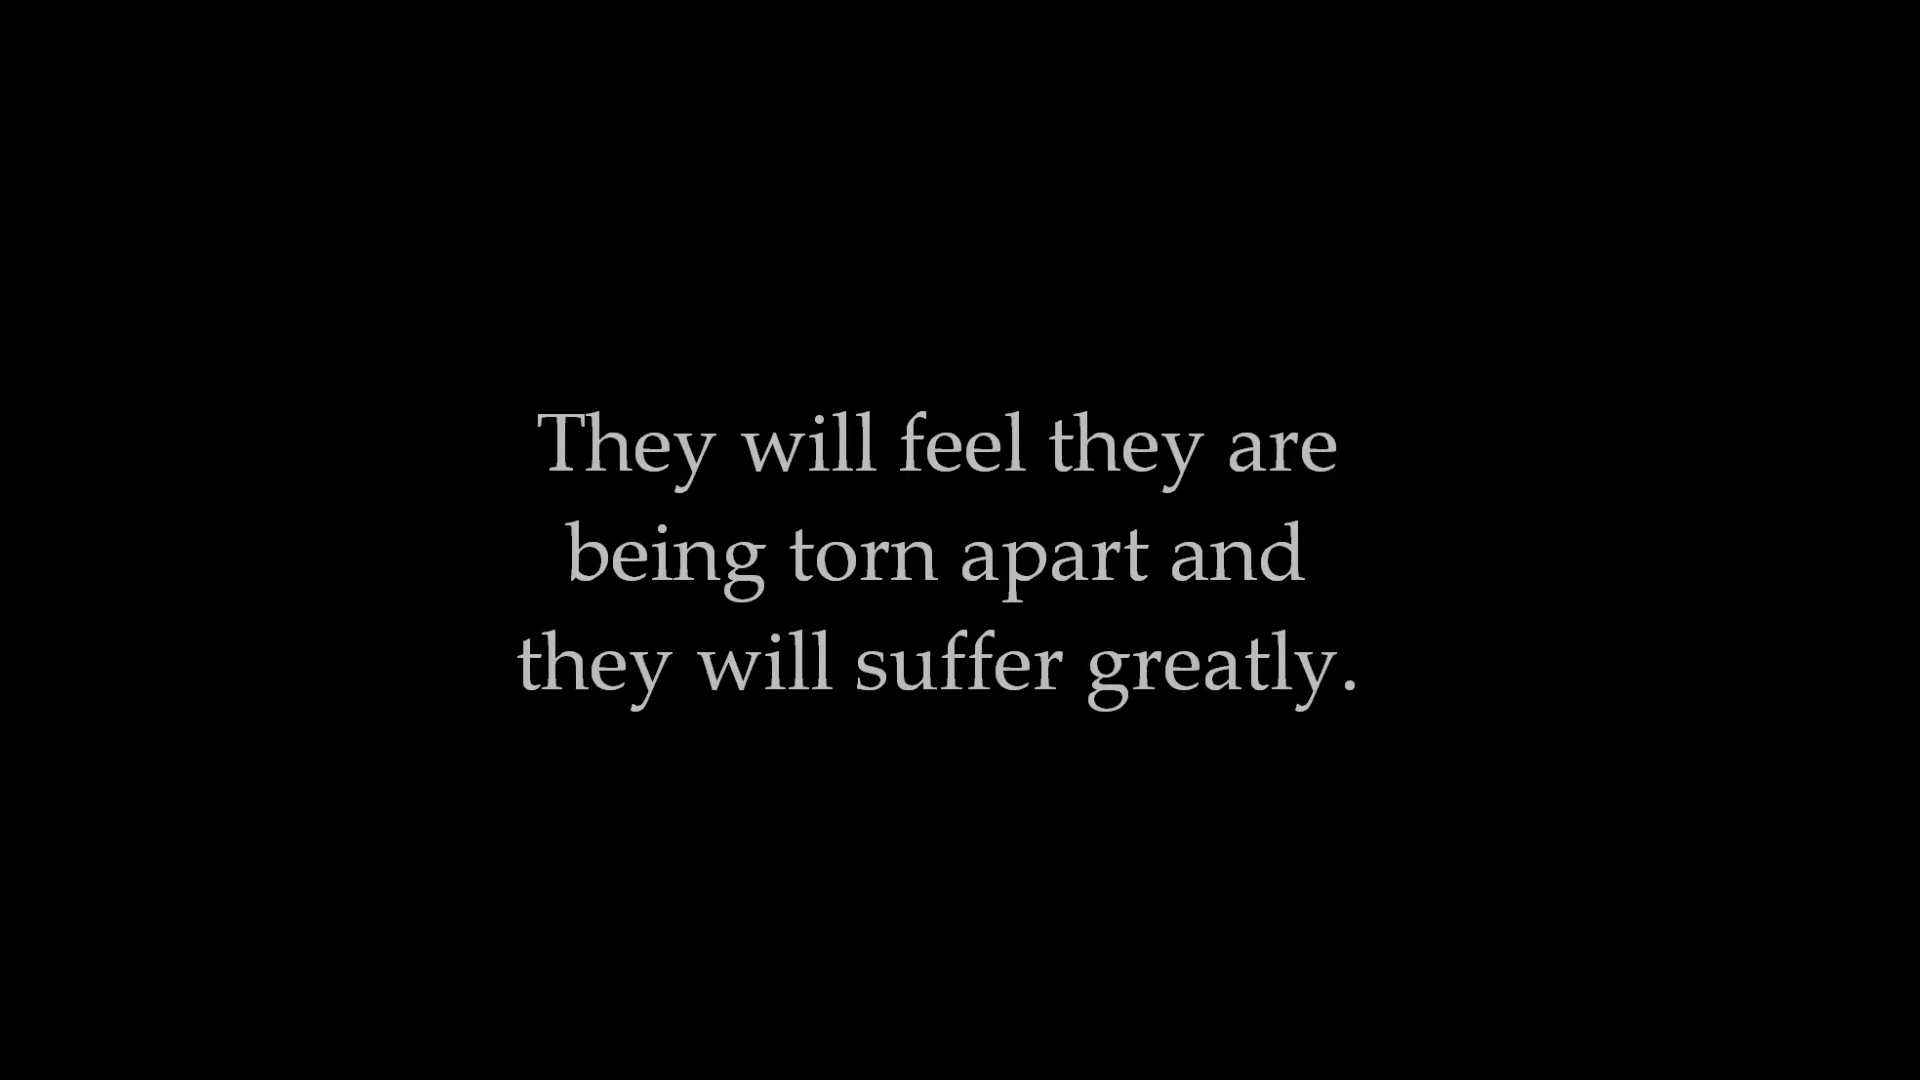 They will feel they are
being torn apart and
they will suffer greatly.